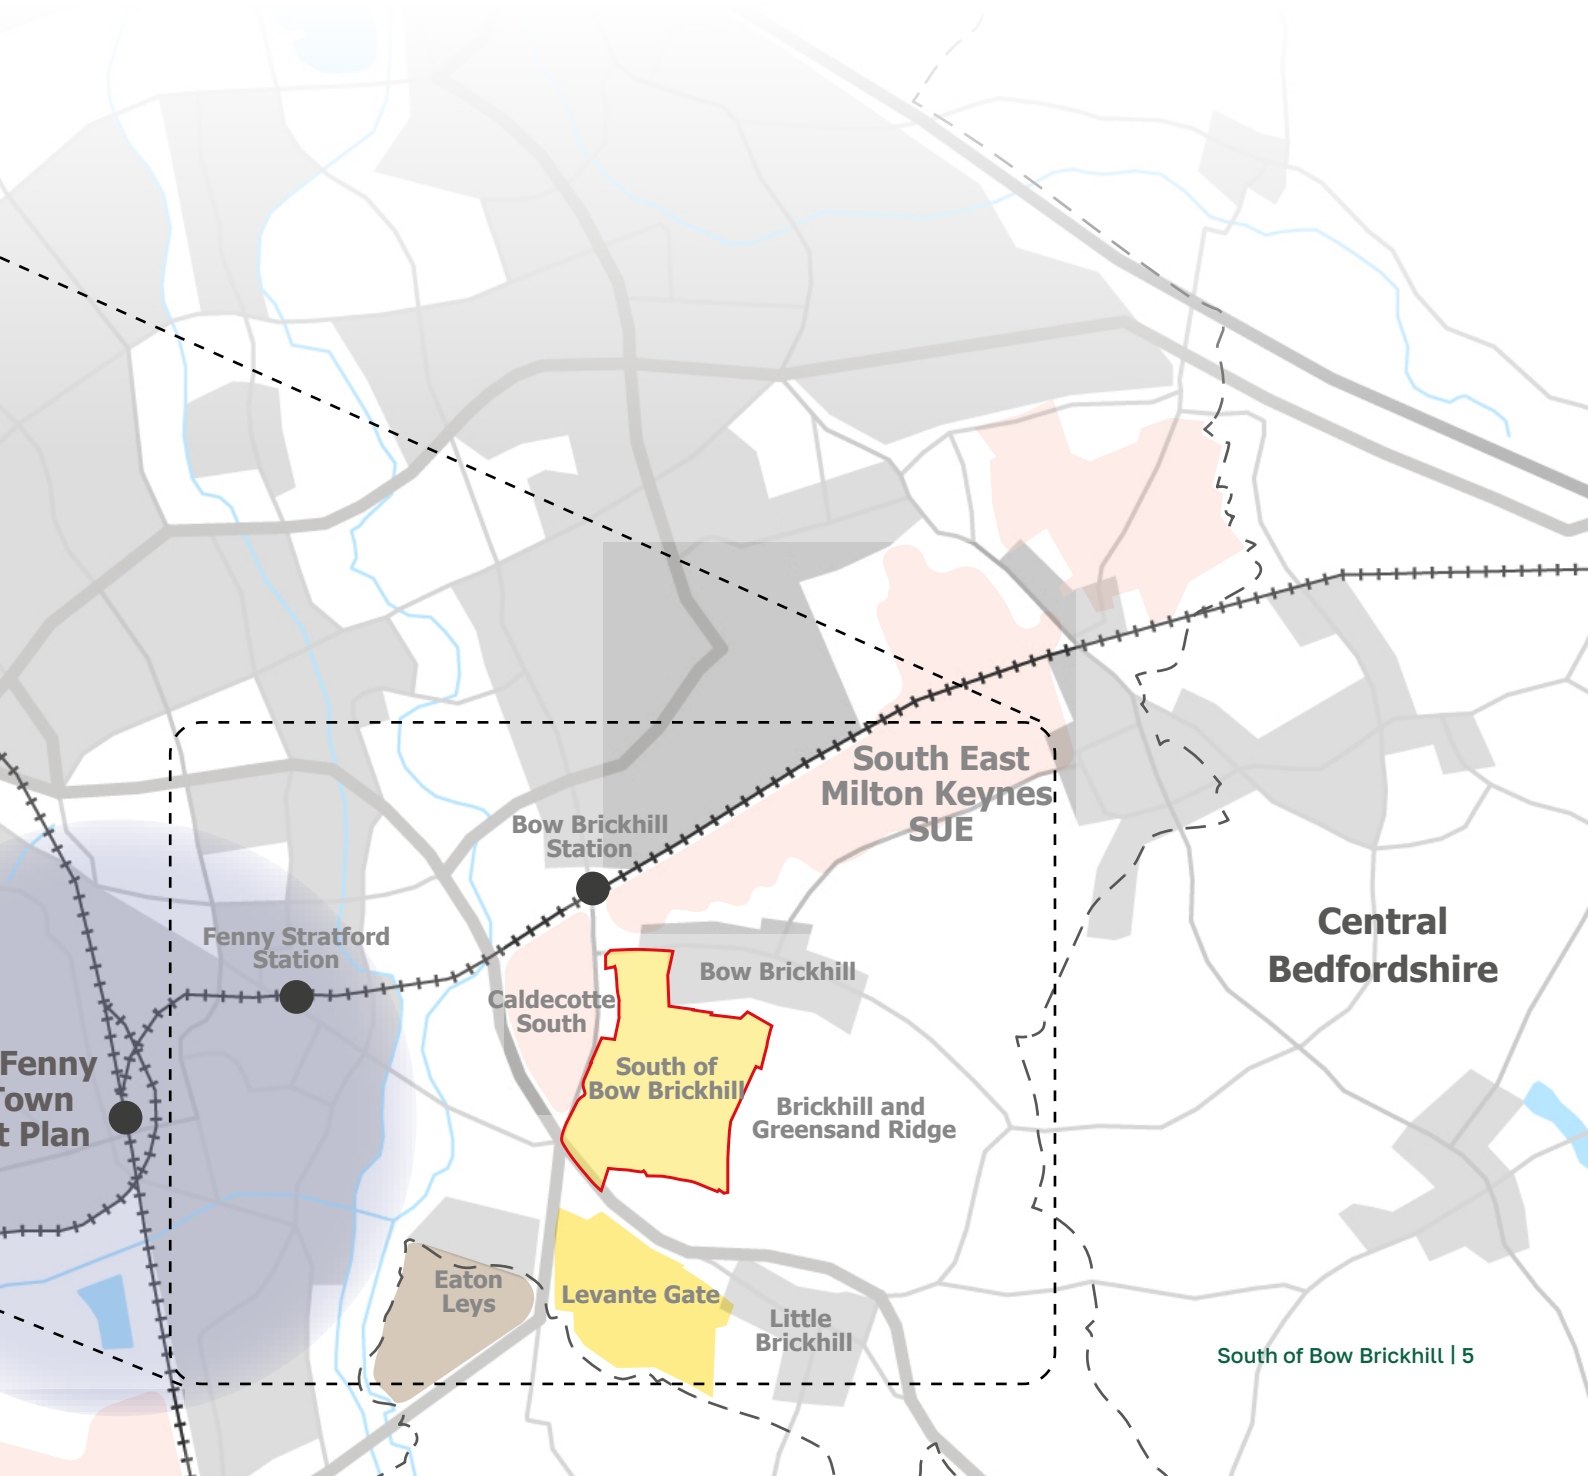 South East
Milton Keynes
SUE
Bow Brickhill
Station
Fenny Stratford
Station
Central
Bedfordshire
Bow Brickhill
Caldecotte
South
Fenny
Town
t Plan
South of
Bow Brickhill
Brickhill and
Greensand Ridge
Eaton
Leys
Levante Gate
Little
Brickhill
South of Bow Brickhill | 5